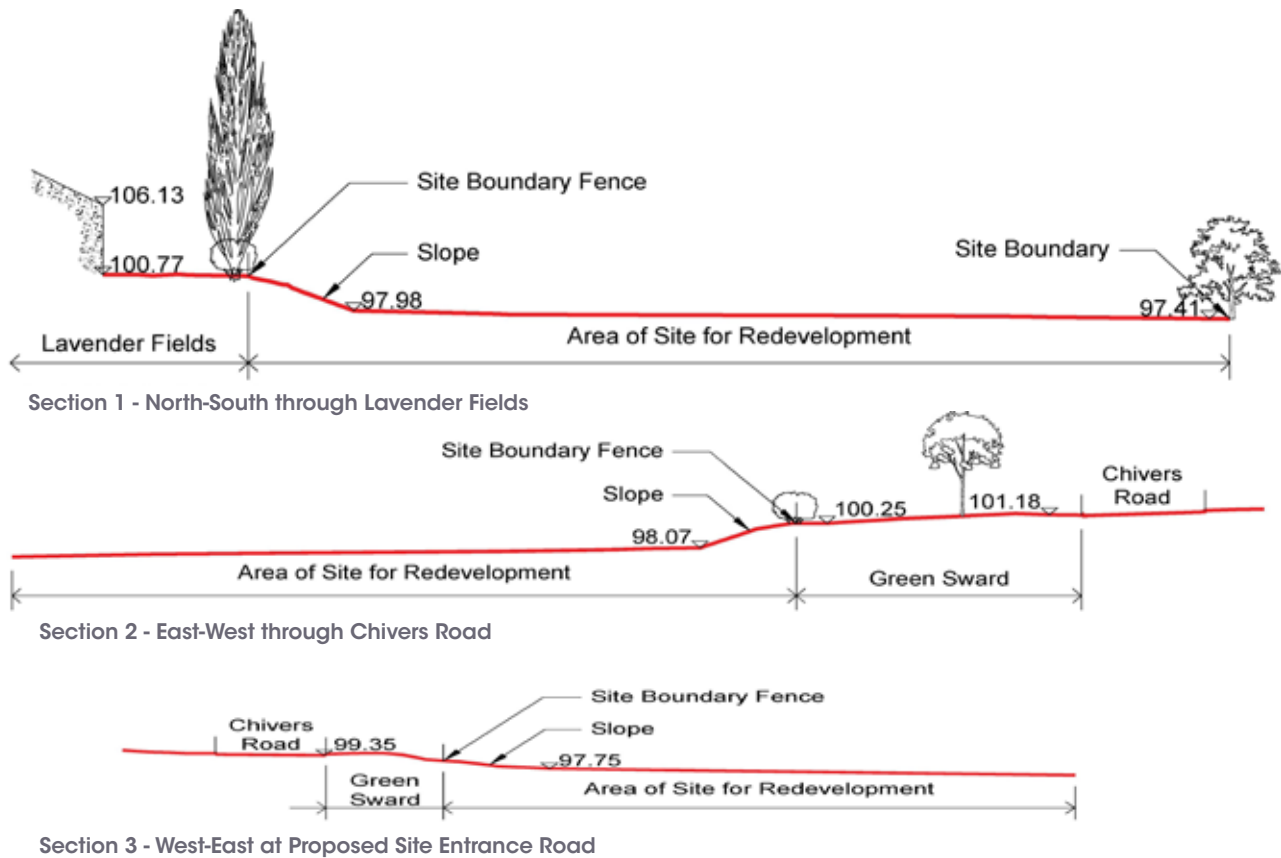 106.13
Site Boundary Fence
Slope
Site Boundary
100.77
97.98
97.41
Lavender Fields
Area of Site for Redevelopment
Section 1 - North-South through Lavender Fields
Site Boundary Fence
Chivers
Road
Slope
100.25
101.18
98.07
Area of Site for Redevelopment
Green Sward
Section 2 - East-West through Chivers Road
Site Boundary Fence
Chivers
Road
Slope
99.35
97.75
Green
Sward
Area of Site for Redevelopment
Section 3 - West-East at Proposed Site Entrance Road